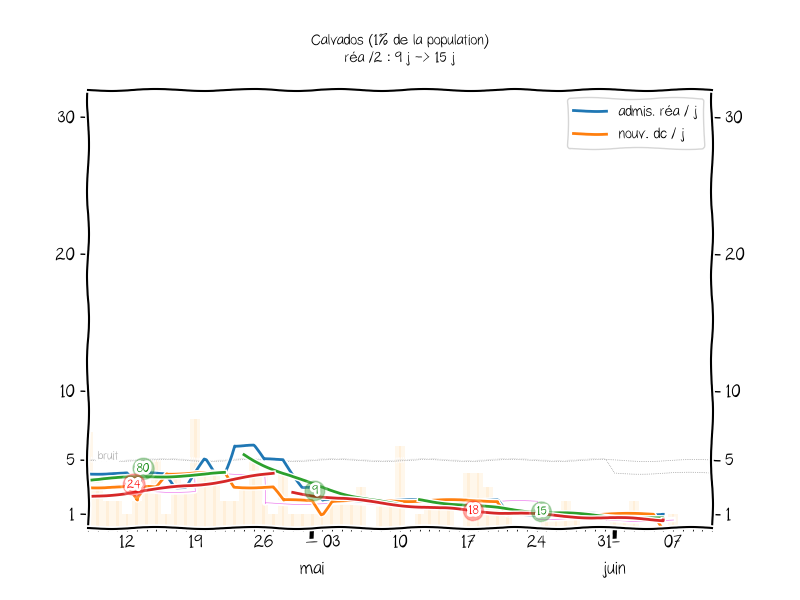 Calvados (1% de la population)
réa /2 : 9 j -> 15 j
admis. réa / j
nouv. dc / j
30 30
20 20
10 10
5 5
1 1
bruit
80
24
9
18
15
12 19 26 03 10 17 24 31 07
mai juin